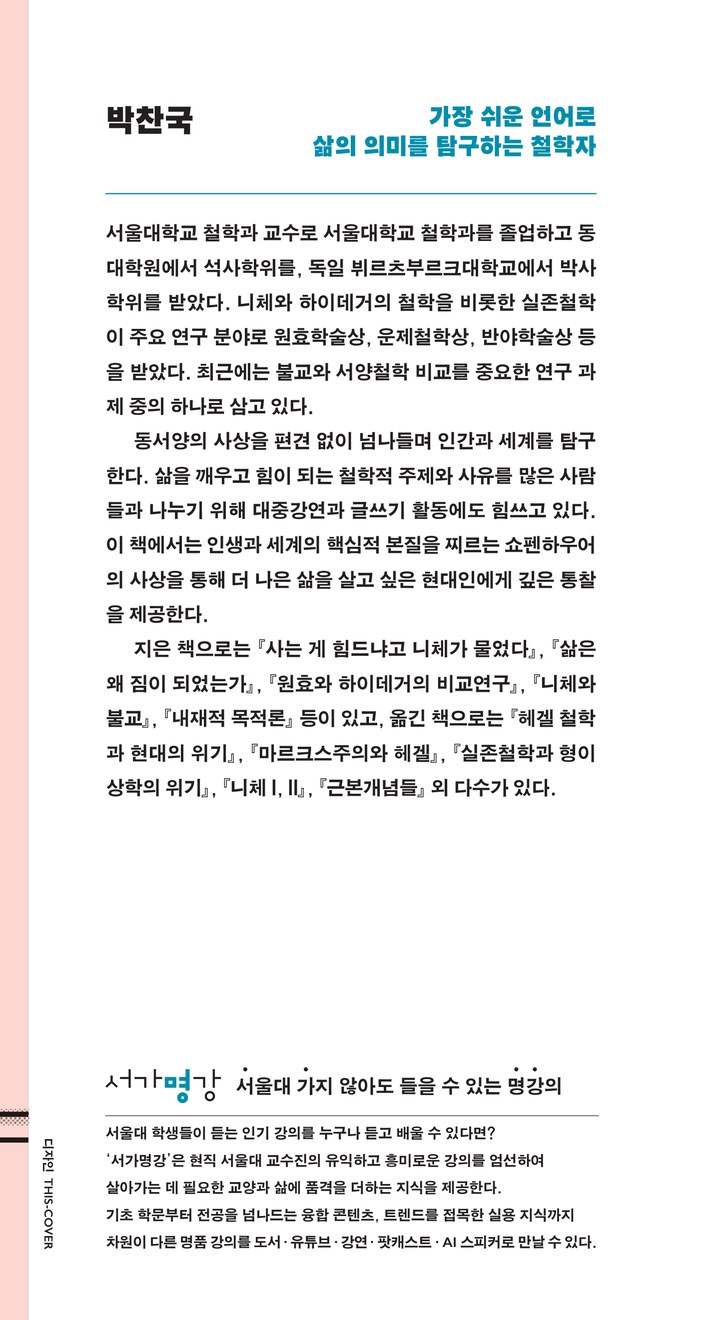 박찬국
가장 쉬운 언어로
삶의 의미를 탐구하는 철학자
서울대학교 철학과 교수로 서울대학교 철학과를 졸업하고 동
대학원에서 석사학위를, 독일 뷔르츠부르크대학교에서 박사
학위를 받았다. 니체와 하이데거의 철학을 비롯한 실존철학
이 주요 연구 분야로 원효학술상, 운제철학상, 반야학술상 등
을 받았다. 최근에는 불교와 서양철학 비교를 중요한 연구 과
제 중의 하나로 삼고 있다.
동서양의 사상을 편견 없이 넘나들며 인간과 세계를 탐구
한다. 삶을 깨우고 힘이 되는 철학적 주제와 사유를 많은 사람
들과 나누기 위해 대중강연과 글쓰기 활동에도 힘쓰고 있다.
이 책에서는 인생과 세계의 핵심적 본질을 찌르는 쇼펜하우어
의 사상을 통해 더 나은 삶을 살고 싶은 현대인에게 깊은 통찰
을 제공한다.
지은 책으로는 『사는 게 힘드냐고 니체가 물었다』, 『삶은
왜 짐이 되었는가』, 『원효와 하이데거의 비교연구』, 『니체와
불교』, 『내재적 목적론』 등이 있고, 옮긴 책으로는 『헤겔 철학
과 현대의 위기』, 『마르크스주의와 헤겔』, 『실존철학과 형이
상학의 위기』, 『니체 I, II』, 『근본개념들』 외 다수가 있다.
서가명강 서울대 가지 않아도 들을 수 있는 명강의
서울대 학생들이 듣는 인기 강의를 누구나 듣고 배울 수 있다면?
‘서가명강’은 현직 서울대 교수진의 유익하고 흥미로운 강의를 엄선하여
살아가는 데 필요한 교양과 삶에 품격을 더하는 지식을 제공한다.
기초 학문부터 전공을 넘나드는 융합 콘텐츠, 트렌드를 접목한 실용 지식까지
차원이 다른 명품 강의를 도서 · 유튜브 · 강연 · 팟캐스트 · AI 스피커로 만날 수 있다.
디자인 THIS-COVER